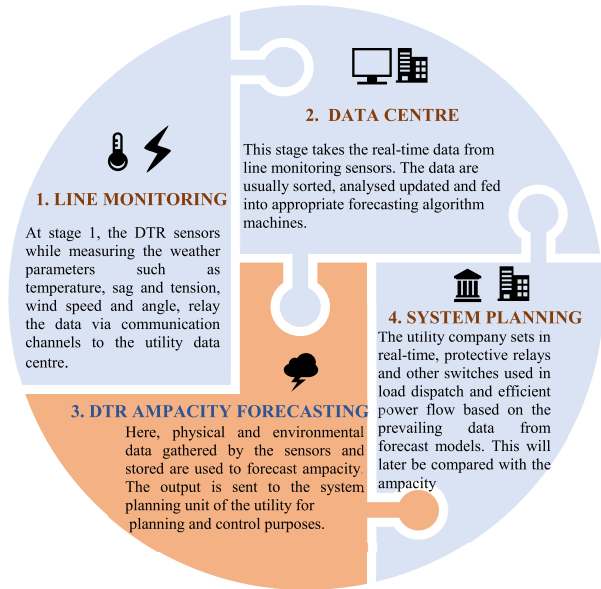 1. LINE MONITORING
At stage 1, the DTR sensors
while measuring the weather
parameters such as
temperature, sag and tension,
wind speed and angle, relay
the data via communication
channels to the utility data
centre.
2. DATA CENTRE
This stage takes the real-time data from
line monitoring sensors. The data are
usually sorted, analysed updated and fed
into appropriate forecasting algorithm
machines.
3. DTR AMPACITY FORECASTING
Here, physical and environmental
data gathered by the sensors and
stored are used to forecast ampacity.
The output is sent to the system
planning unit of the utility for
planning and control purposes.
4. SYSTEM PLANNING
The utility company sets in
real-time, protective relays
and other switches used in
load dispatch and efficient
power flow based on the
prevailing data from
forecast models. This will
later be compared with the
ampacity